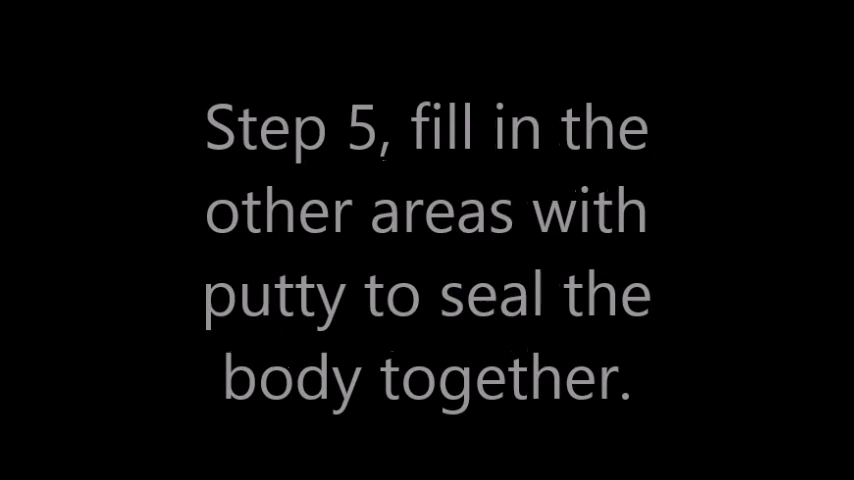 Step 5, fill in the
other areas with
putty to seal the
body together.